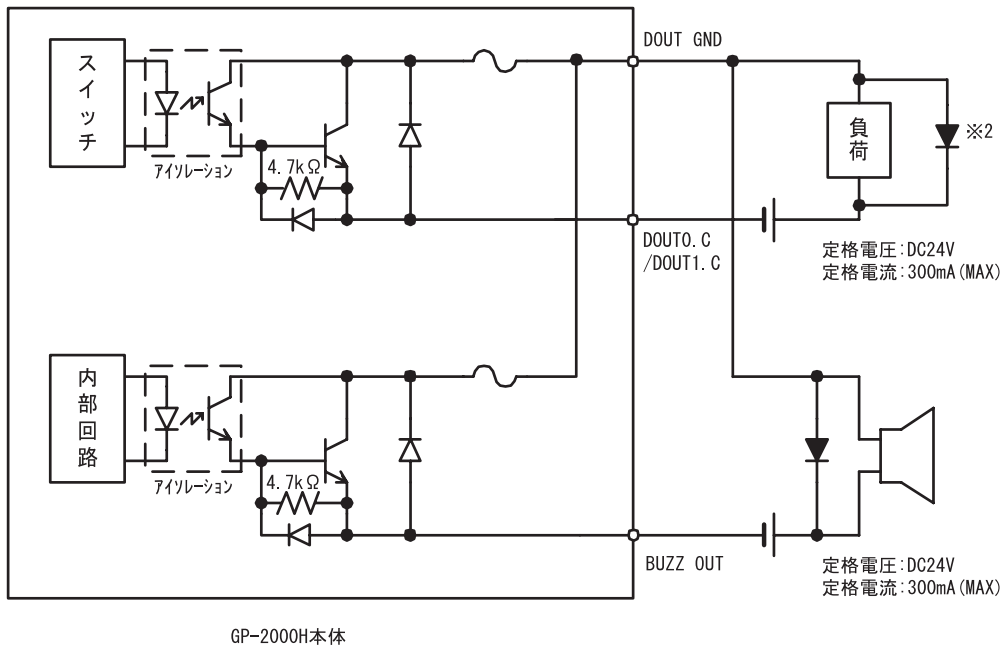 スイッチ
アイソレーション
4.7kΩ
DOUT GND
負荷
※2
DOUT0.C
/DOUT1.C
定格電圧:DC24V
定格電流:300mA(MAX)
内部回路
アイソレーション
4.7kΩ
BUZZ OUT
定格電圧:DC24V
定格電流:300mA(MAX)
GP-2000H本体